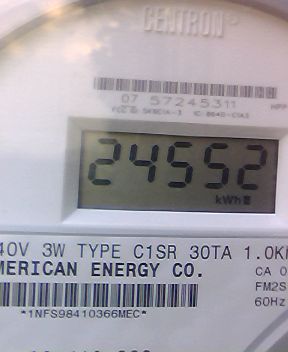 CENTRON®
07 57245311
24552
kWh
40V 3W TYPE C1SR 30TA 1.0K
MERICAN ENERGY CO.
CA 0
FM2S
60Hz
*1NFS98410366MEC*